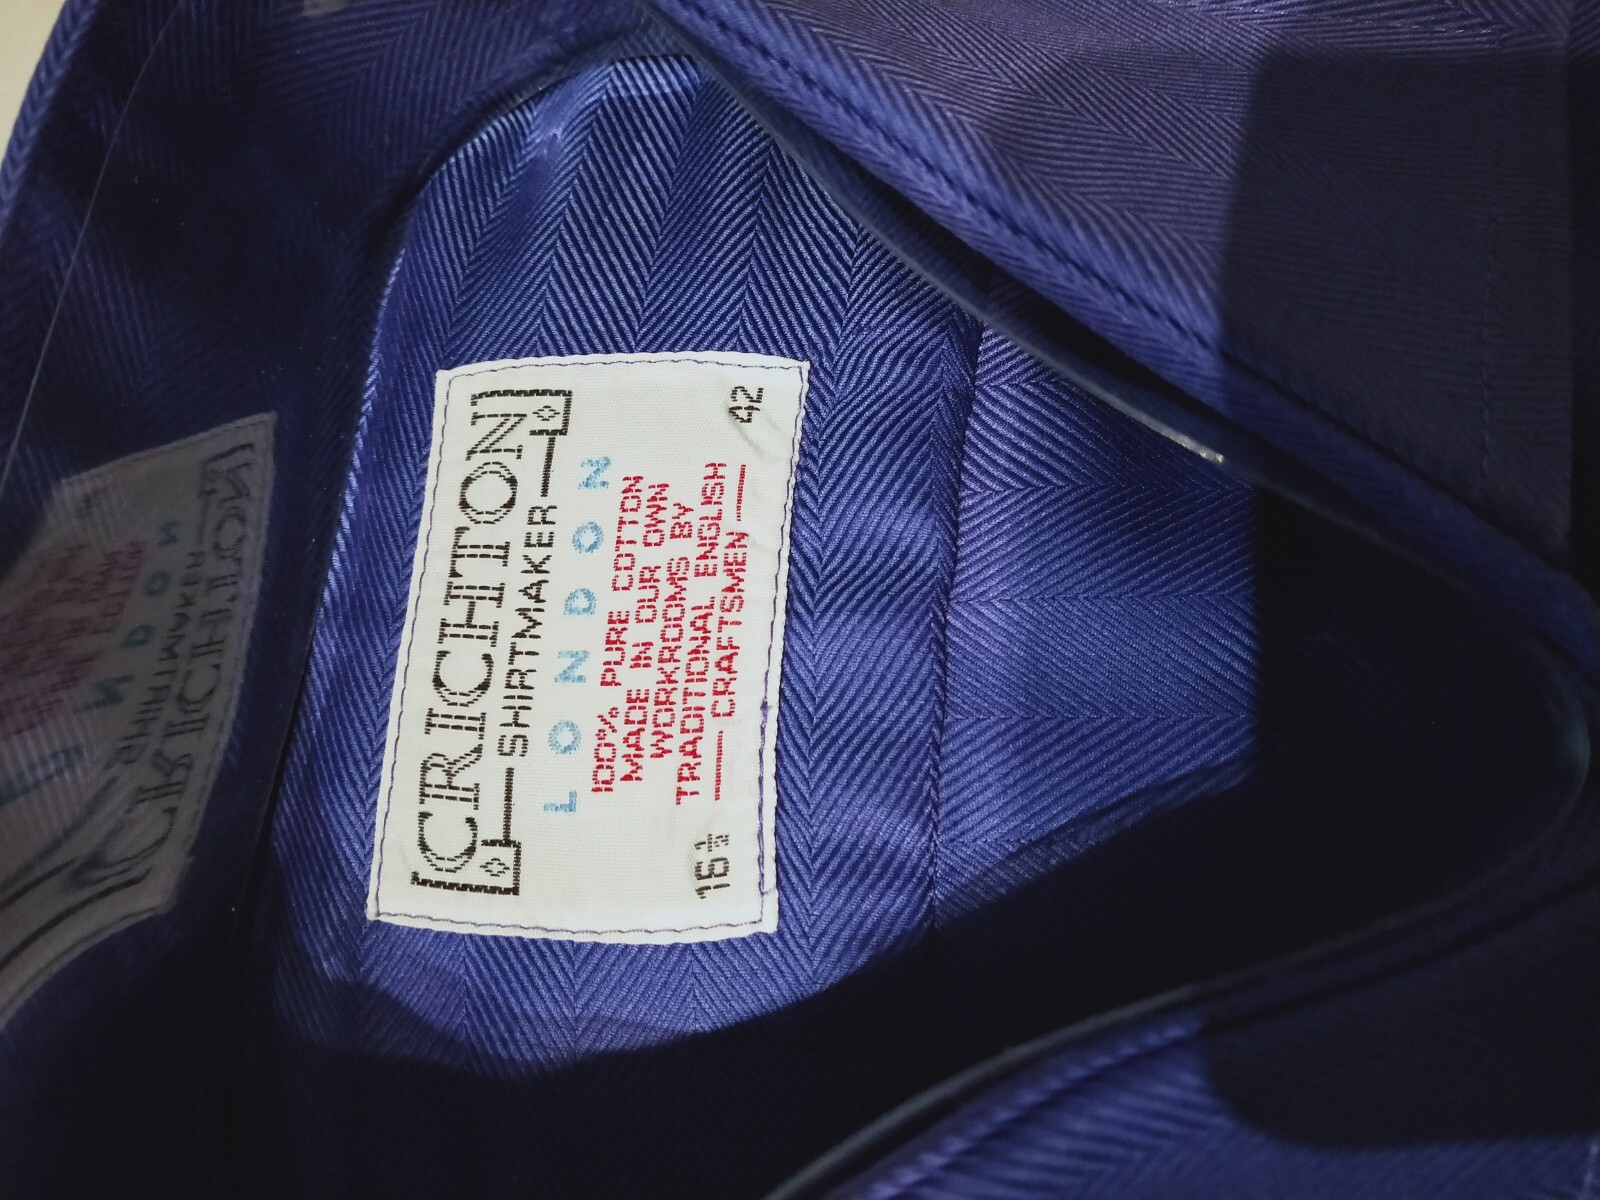 CRICHTON
SHIRTMAKER
LONDON
100% PURE COTTON
MADE IN OUR OWN
WORKROOMS BY
TRADITIONAL ENGLISH
CRAFTSMEN
16½ 42